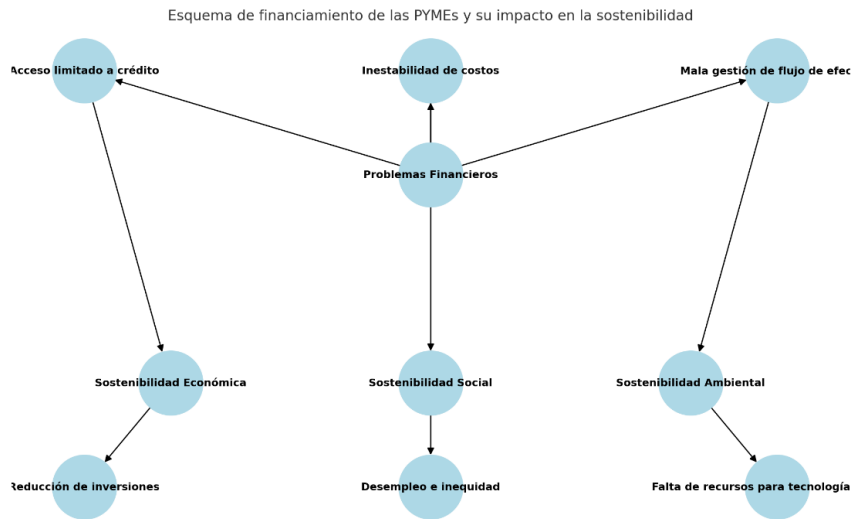 Esquema de financiamiento de las PYMEs y su impacto en la sostenibilidad
Acceso limitado a crédito
Inestabilidad de costos
Mala gestión de flujo de efec
Problemas Financieros
Sostenibilidad Económica
Sostenibilidad Social
Sostenibilidad Ambiental
Reducción de inversiones
Desempleo e inequidad
Falta de recursos para tecnología